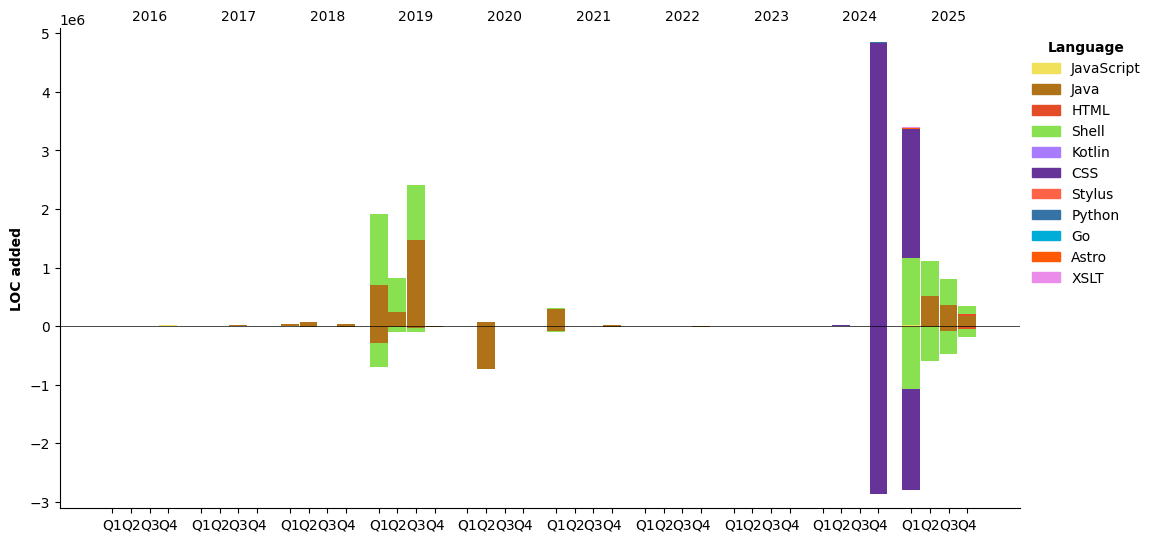 1e6
2016 2017 2018 2019 2020 2021 2022 2023 2024 2025
5
4
3
2
1
0
−1
−2
−3
LOC added
Q1Q2Q3Q4 Q1Q2Q3Q4 Q1Q2Q3Q4 Q1Q2Q3Q4 Q1Q2Q3Q4 Q1Q2Q3Q4 Q1Q2Q3Q4 Q1Q2Q3Q4 Q1Q2Q3Q4 Q1Q2Q3Q4
Language
JavaScript
Java
HTML
Shell
Kotlin
CSS
Stylus
Python
Go
Astro
XSLT